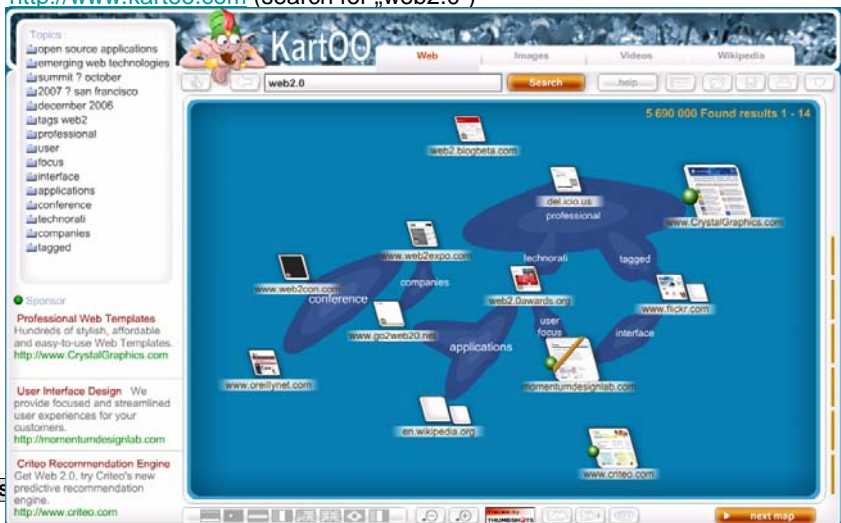 http://www.kartoo.com (search for „web2.0")
Topics :
open source applications
emerging web technologies
summit ? october
2007 ? san francisco
december 2006
tags web2
professional
user
focus
interface
applications
conference
technorati
companies
tagged
Sponsor
Professional Web Templates
Hundreds of stylish, affordable
and easy-to-use Web Templates.
http://www.CrystalGraphics.com
User Interface Design We
provide focused and streamlined
user experiences for your
customers.
http://momentumdesignlab.com
Criteo Recommendation Engine
Get Web 2.0, try Criteo's new
predictive recommendation
engine.
http://www.criteo.com
KartOO
Web Images Videos Wikipedia
web2.0 Search help
5 690 000 Found results 1 - 14
web2.blogbeta.com
del.icio.us
professional
www.CrystalGraphics.com
www.web2expo.com
technorati
tagged
companies
www.web2con.com
conference
web2.0awards.org
www.flickr.com
www.go2web20.net
user
focus
interface
applications
www.oreillynet.com
momentumdesignlab.com
en.wikipedia.org
www.criteo.com
THUMBSHOTS
next map